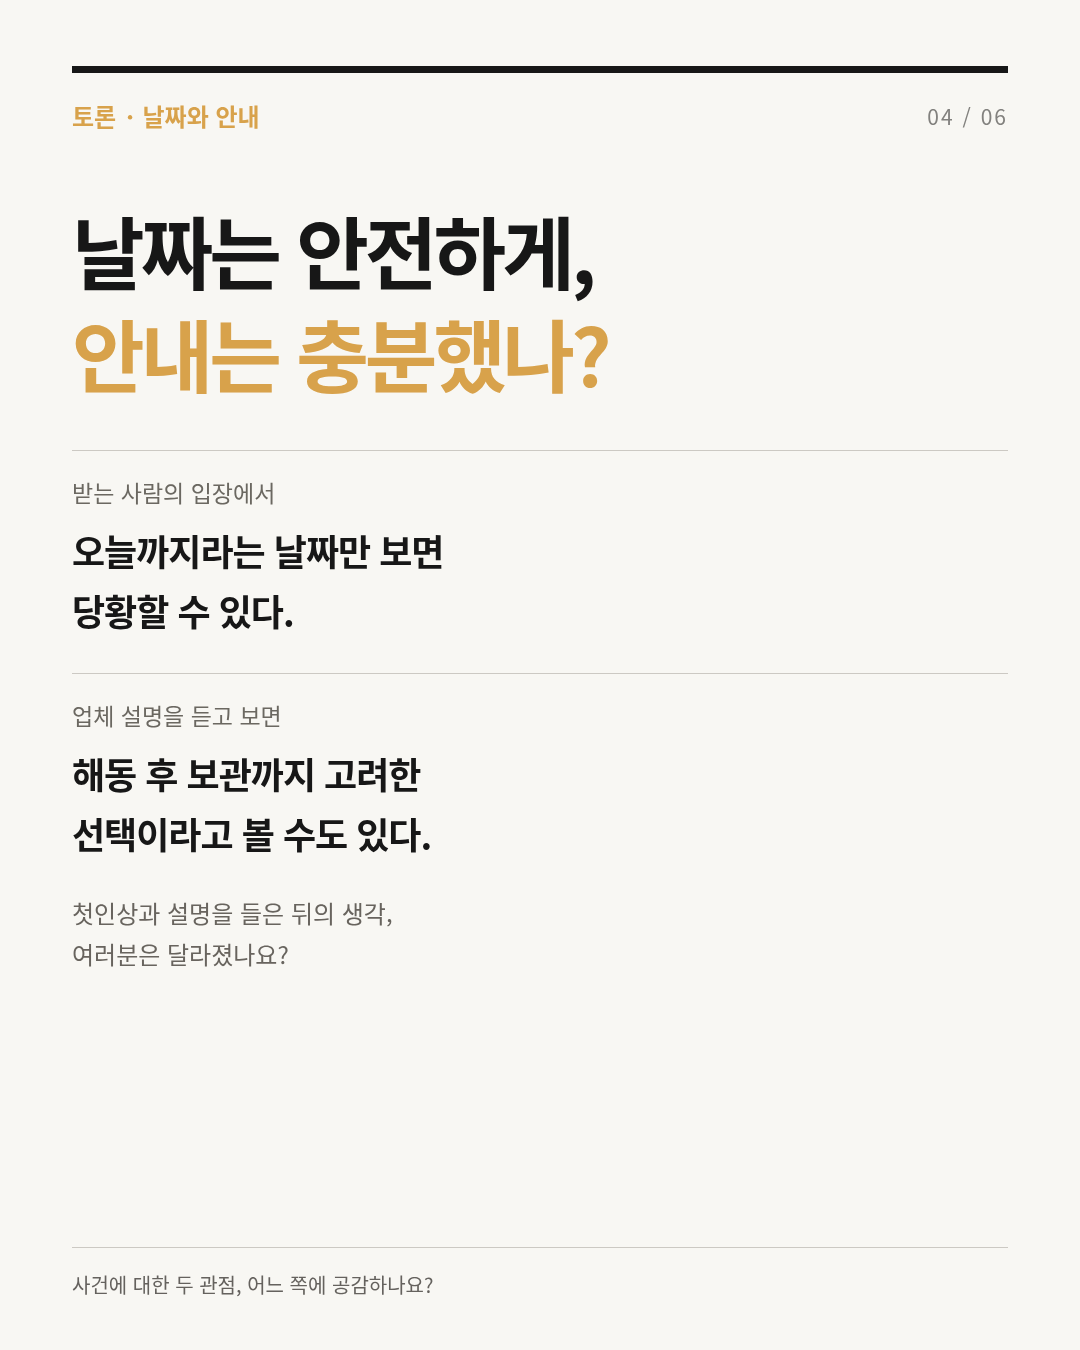 토론 · 날짜와 안내
04 / 06
날짜는 안전하게,
안내는 충분했나?
받는 사람의 입장에서
오늘까지라는 날짜만 보면
당황할 수 있다.
업체 설명을 듣고 보면
해동 후 보관까지 고려한
선택이라고 볼 수도 있다.
첫인상과 설명을 들은 뒤의 생각,
여러분은 달라졌나요?
사건에 대한 두 관점, 어느 쪽에 공감하나요?